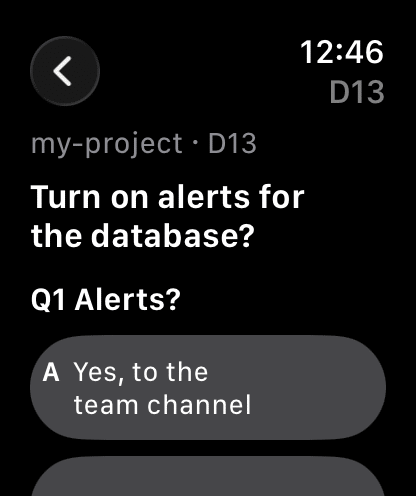 12:46
D13
my-project · D13
Turn on alerts for
the database?
Q1 Alerts?
A Yes, to the
team channel